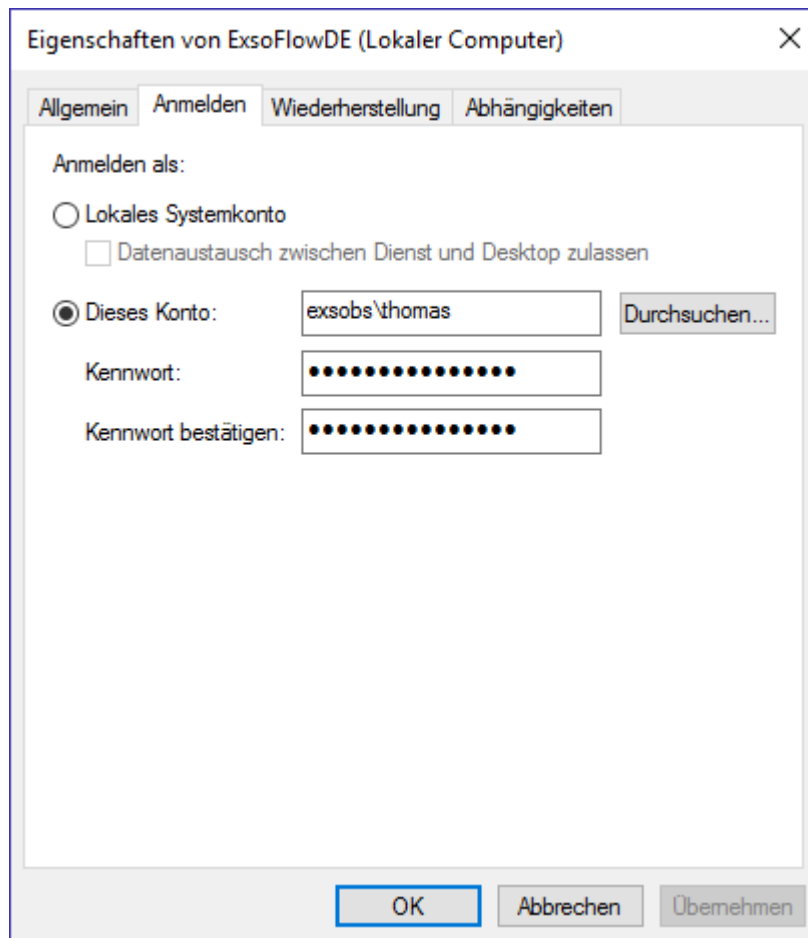 Eigenschaften von ExsoFlowDE (Lokaler Computer)
Allgemein Anmelden Wiederherstellung Abhängigkeiten
Anmelden als:
Lokales Systemkonto
Datenaustausch zwischen Dienst und Desktop zulassen
Dieses Konto: exsobs\thomas Durchsuchen...
Kennwort: ●●●●●●●●●●●●●●●
Kennwort bestätigen: ●●●●●●●●●●●●●●●
OK Abbrechen Übernehmen